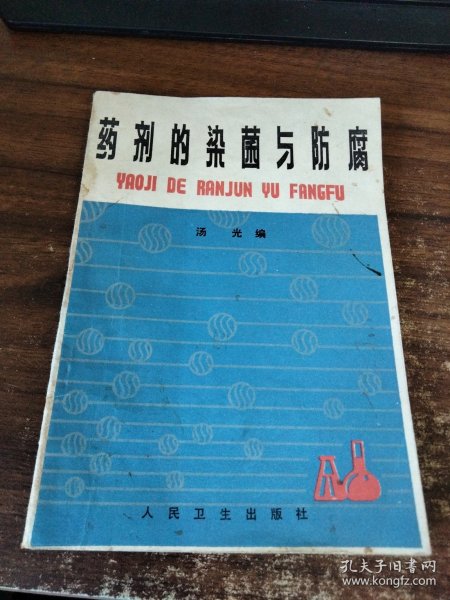 药剂的染菌与防腐
YAOJI DE RANJUN YU FANGFU
汤光编
人民卫生出版社
孔夫子旧书网
www.kongfz.com